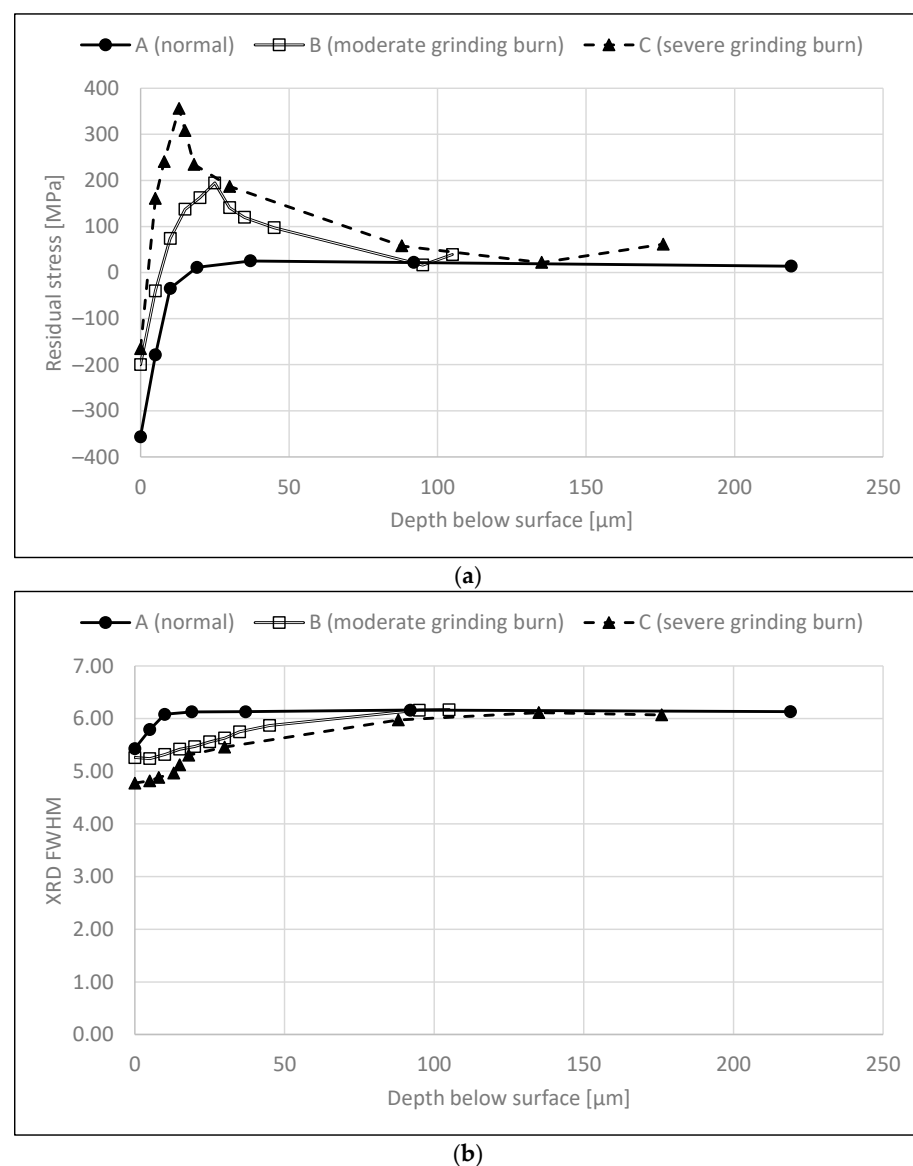 A (normal) B (moderate grinding burn) C (severe grinding burn)
400
300
200
100
0
–100
–200
–300
–400
Residual stress [MPa]
0 50 100 150 200 250
Depth below surface [µm]
(a)
A (normal) B (moderate grinding burn) C (severe grinding burn)
7.00
6.00
5.00
4.00
3.00
2.00
1.00
0.00
XRD FWHM
0 50 100 150 200 250
Depth below surface [µm]
(b)